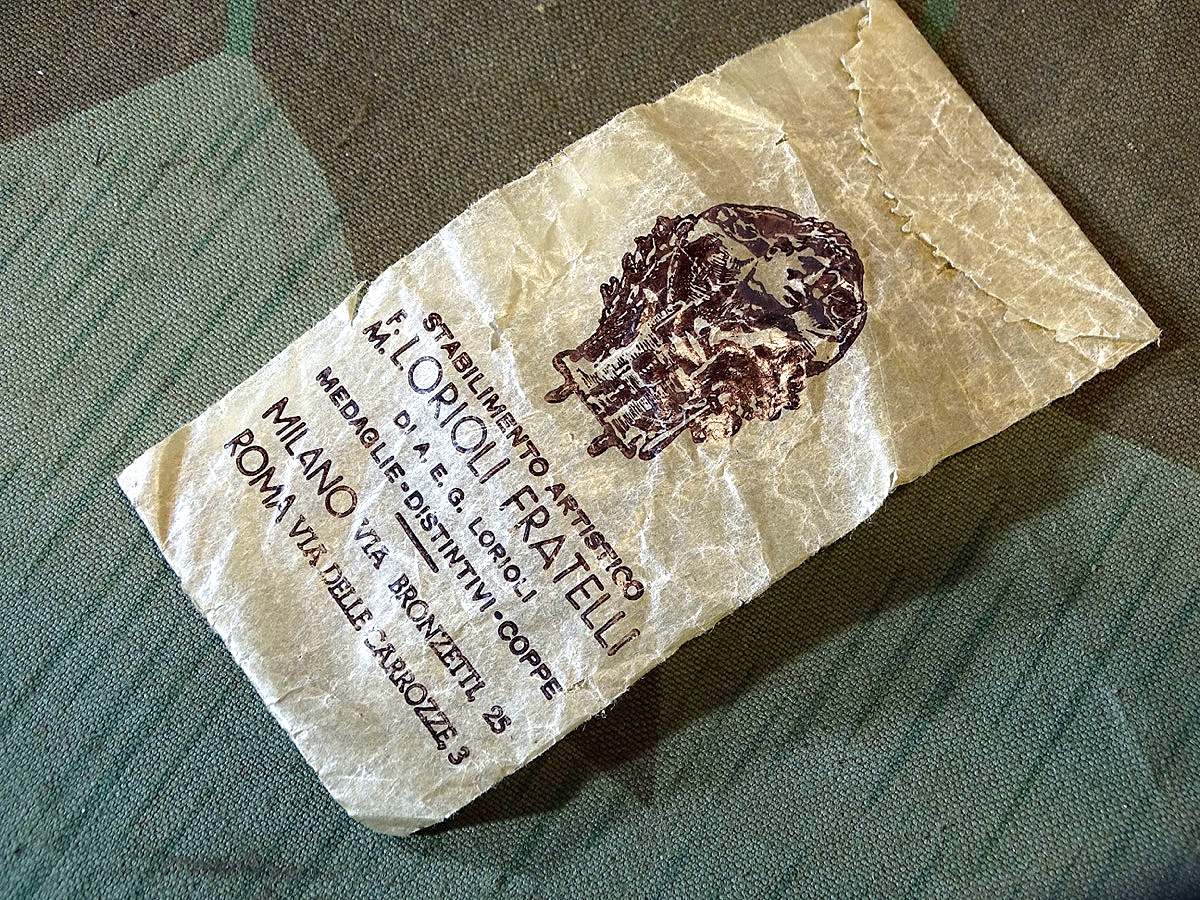 STABILIMENTO ARTISTICO
F. M. LORIOLI FRATELLI
DI A. E. G. LORIOLI
MEDAGLIE-DISTINTIVI-COPPE
MILANO VIA BRONZETTI, 25
ROMA VIA DELLE CARROZZE, 3